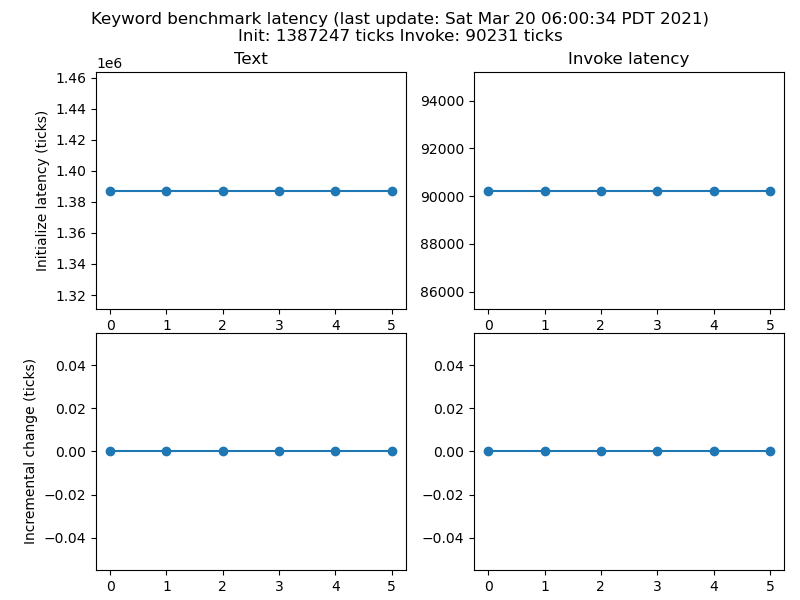 Keyword benchmark latency (last update: Sat Mar 20 06:00:34 PDT 2021)
Init: 1387247 ticks Invoke: 90231 ticks
Text
1e6
Initialize latency (ticks)
1.46
1.44
1.42
1.40
1.38
1.36
1.34
1.32
0 1 2 3 4 5
Invoke latency
94000
92000
90000
88000
86000
0 1 2 3 4 5
Incremental change (ticks)
0.04
0.02
0.00
−0.02
−0.04
0 1 2 3 4 5
0.04
0.02
0.00
−0.02
−0.04
0 1 2 3 4 5